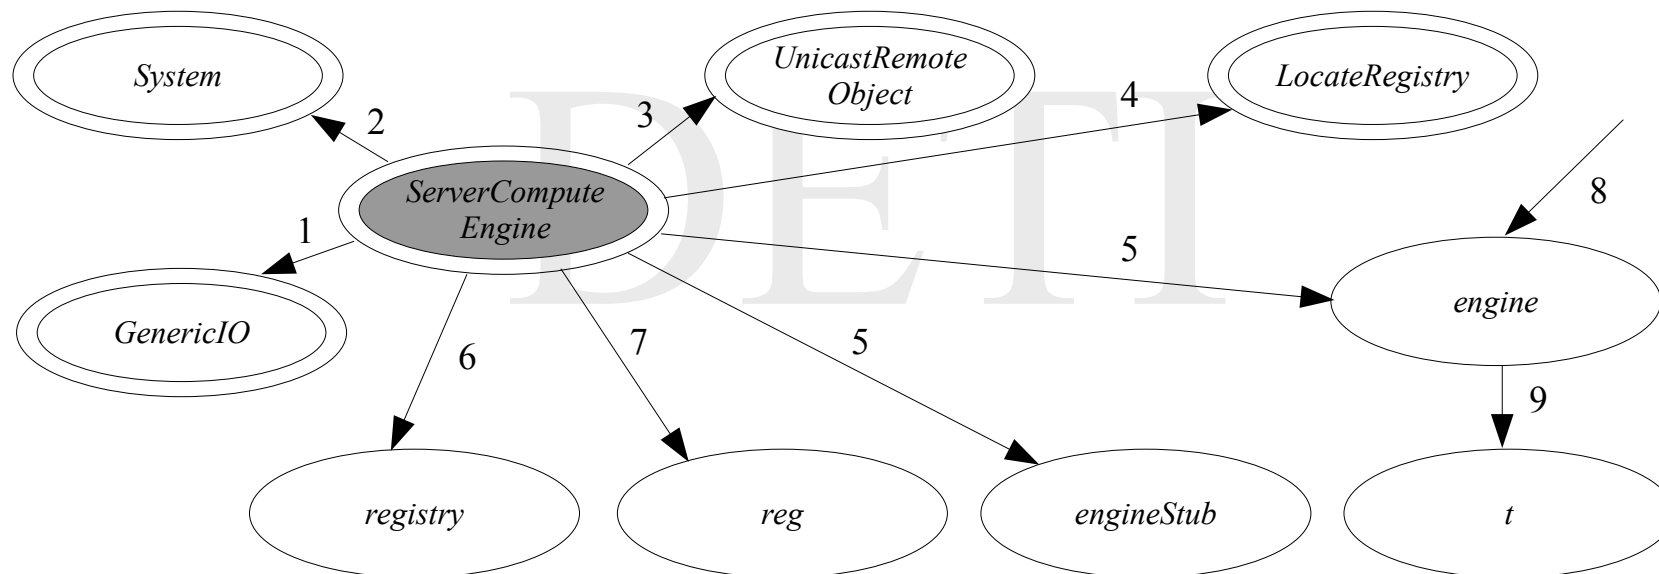 System
UnicastRemote
Object
LocateRegistry
2
3
4
ServerCompute
Engine
8
1
5
GenericIO
engine
6
7
5
9
registry
reg
engineStub
t
DETI